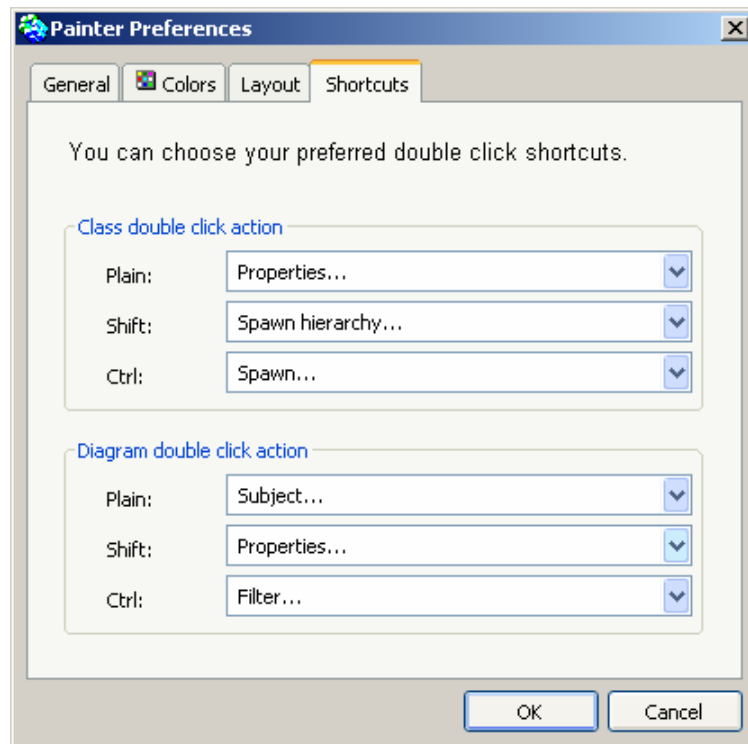 Painter Preferences
General Colors Layout Shortcuts
You can choose your preferred double click shortcuts.
Class double click action
Plain: Properties...
Shift: Spawn hierarchy...
Ctrl: Spawn...
Diagram double click action
Plain: Subject...
Shift: Properties...
Ctrl: Filter...
OK Cancel